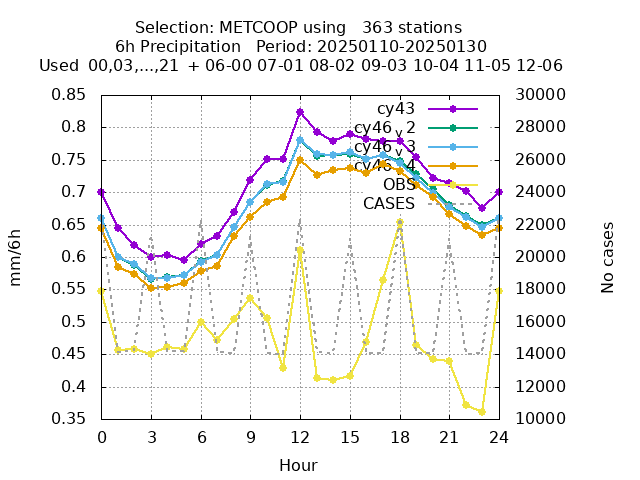 Selection: METCOOP using   363 stations
6h Precipitation   Period: 20250110-20250130
Used  00,03,...,21  + 06-00 07-01 08-02 09-03 10-04 11-05 12-06
0.85 30000
cy43
0.8 cy46_v_2 28000
cy46_v_3
0.75 cy46_v_4 26000
OBS
0.7 24000
CASES
0.65 22000
0.6 20000
0.55 18000
0.5 16000
0.45 14000
0.4 12000
0.35 10000
mm/6h
No cases
0 3 6 9 12 15 18 21 24
Hour